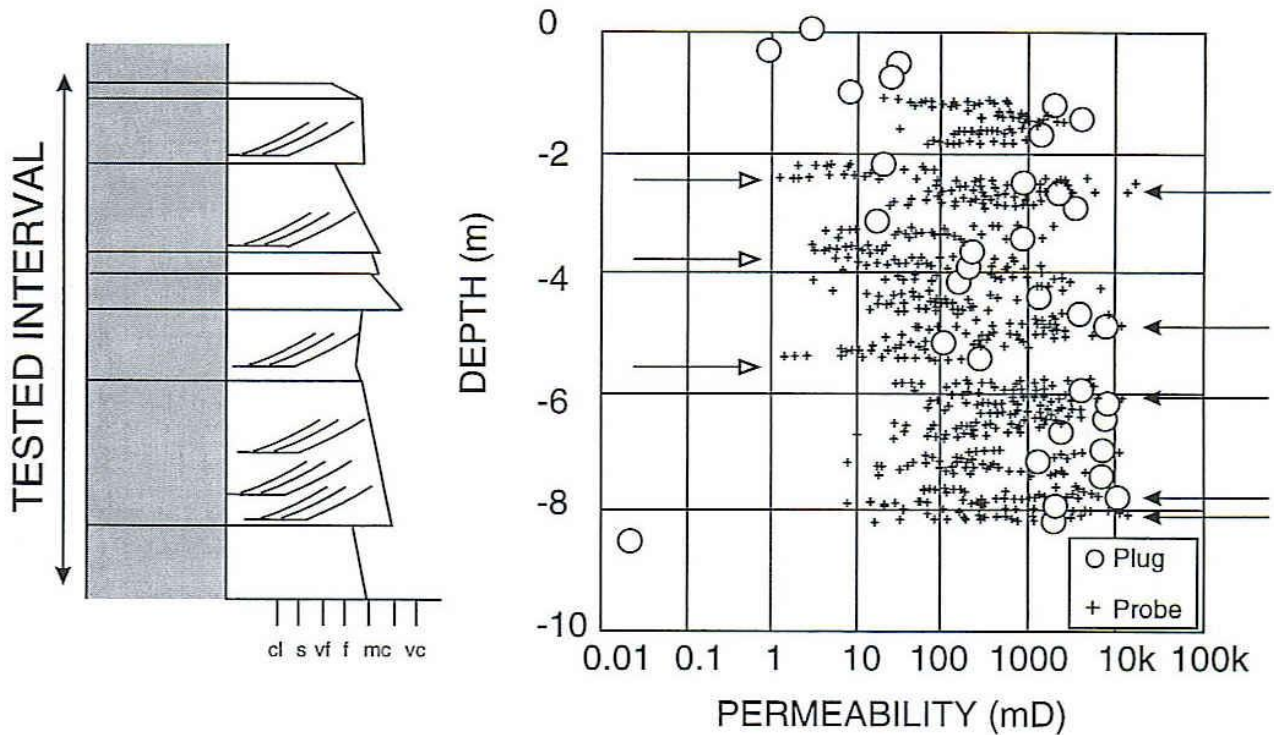 TESTED INTERVAL
cl s vf f mc vc
DEPTH (m)
0
-2
-4
-6
-8
-10
0.01 0.1 1 10 100 1000 10k 100k
PERMEABILITY (mD)
Plug
Probe